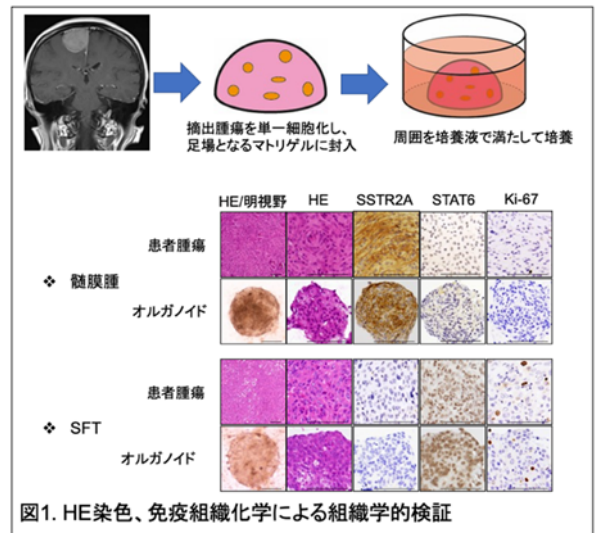 摘出腫瘍を単一細胞化し、
足場となるマトリゲルに封入
周囲を培養液で満たして培養
HE/明視野 HE SSTR2A STAT6 Ki-67
患者腫瘍
❖ 髄膜腫
オルガノイド
患者腫瘍
❖ SFT
オルガノイド
図1. HE染色、免疫組織化学による組織学的検証